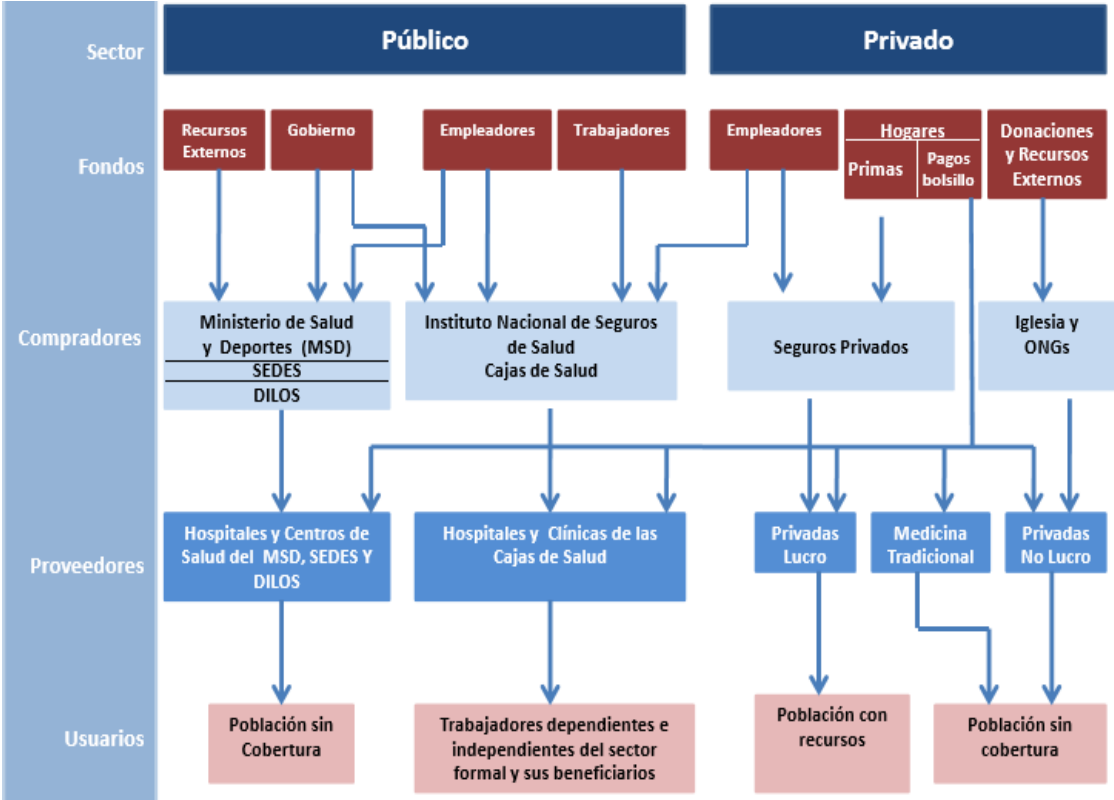 Sector
Público
Privado
Fondos
Recursos
Externos
Gobierno
Empleadores
Trabajadores
Empleadores
Hogares
Primas
Pagos
bolsillo
Donaciones
y Recursos
Externos
Compradores
Ministerio de Salud
y Deportes (MSD)
SEDES
DILOS
Instituto Nacional de Seguros
de Salud
Cajas de Salud
Seguros Privados
Iglesia y
ONGs
Proveedores
Hospitales y Centros de
Salud del MSD, SEDES Y
DILOS
Hospitales y Clínicas de las
Cajas de Salud
Privadas
Lucro
Medicina
Tradicional
Privadas
No Lucro
Usuarios
Población sin
Cobertura
Trabajadores dependientes e
independientes del sector
formal y sus beneficiarios
Población con
recursos
Población sin
cobertura